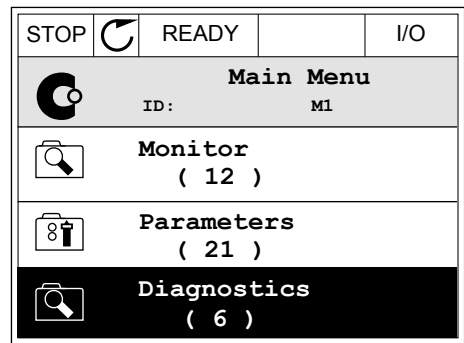 STOP READY I/O
Main Menu
ID: M1
Monitor
( 12 )
Parameters
( 21 )
Diagnostics
( 6 )